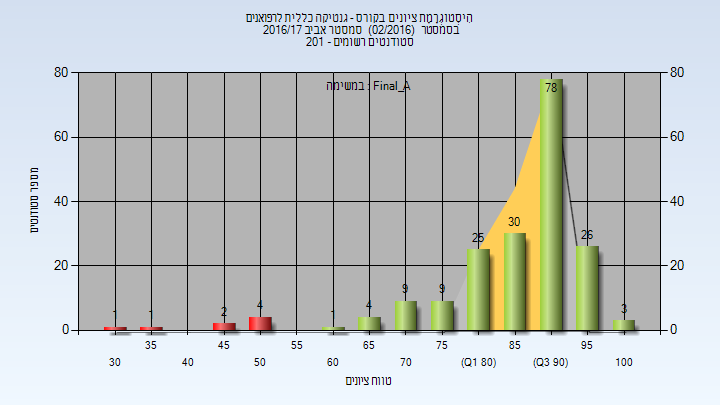 היסטוגרמת ציונים בקורס - גנטיקה כללית לרפואנים
בסמסטר (02/2016) סמסטר אביב 2016/17
סטודנטים רשומים - 201
במשימה : Final_A
80 80
60 60
40 40
20 20
0 0
מספר סטודנטים
1 1 2 4 1 4 9 9 25 30 78 26 3
35 45 55 65 75 85 95
30 40 50 60 70 (Q1 80) (Q3 90) 100
טווח ציונים